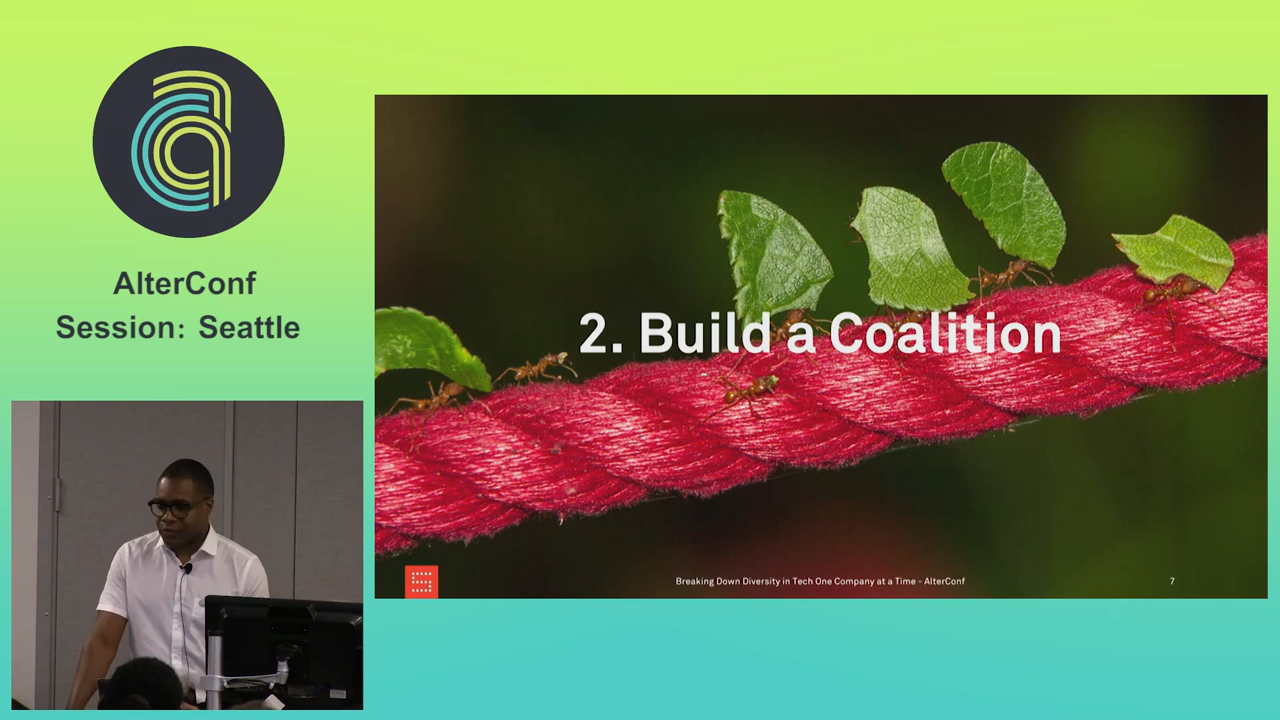 AlterConf
Session: Seattle
2. Build a Coalition
Breaking Down Diversity in Tech One Company at a Time - AlterConf
7